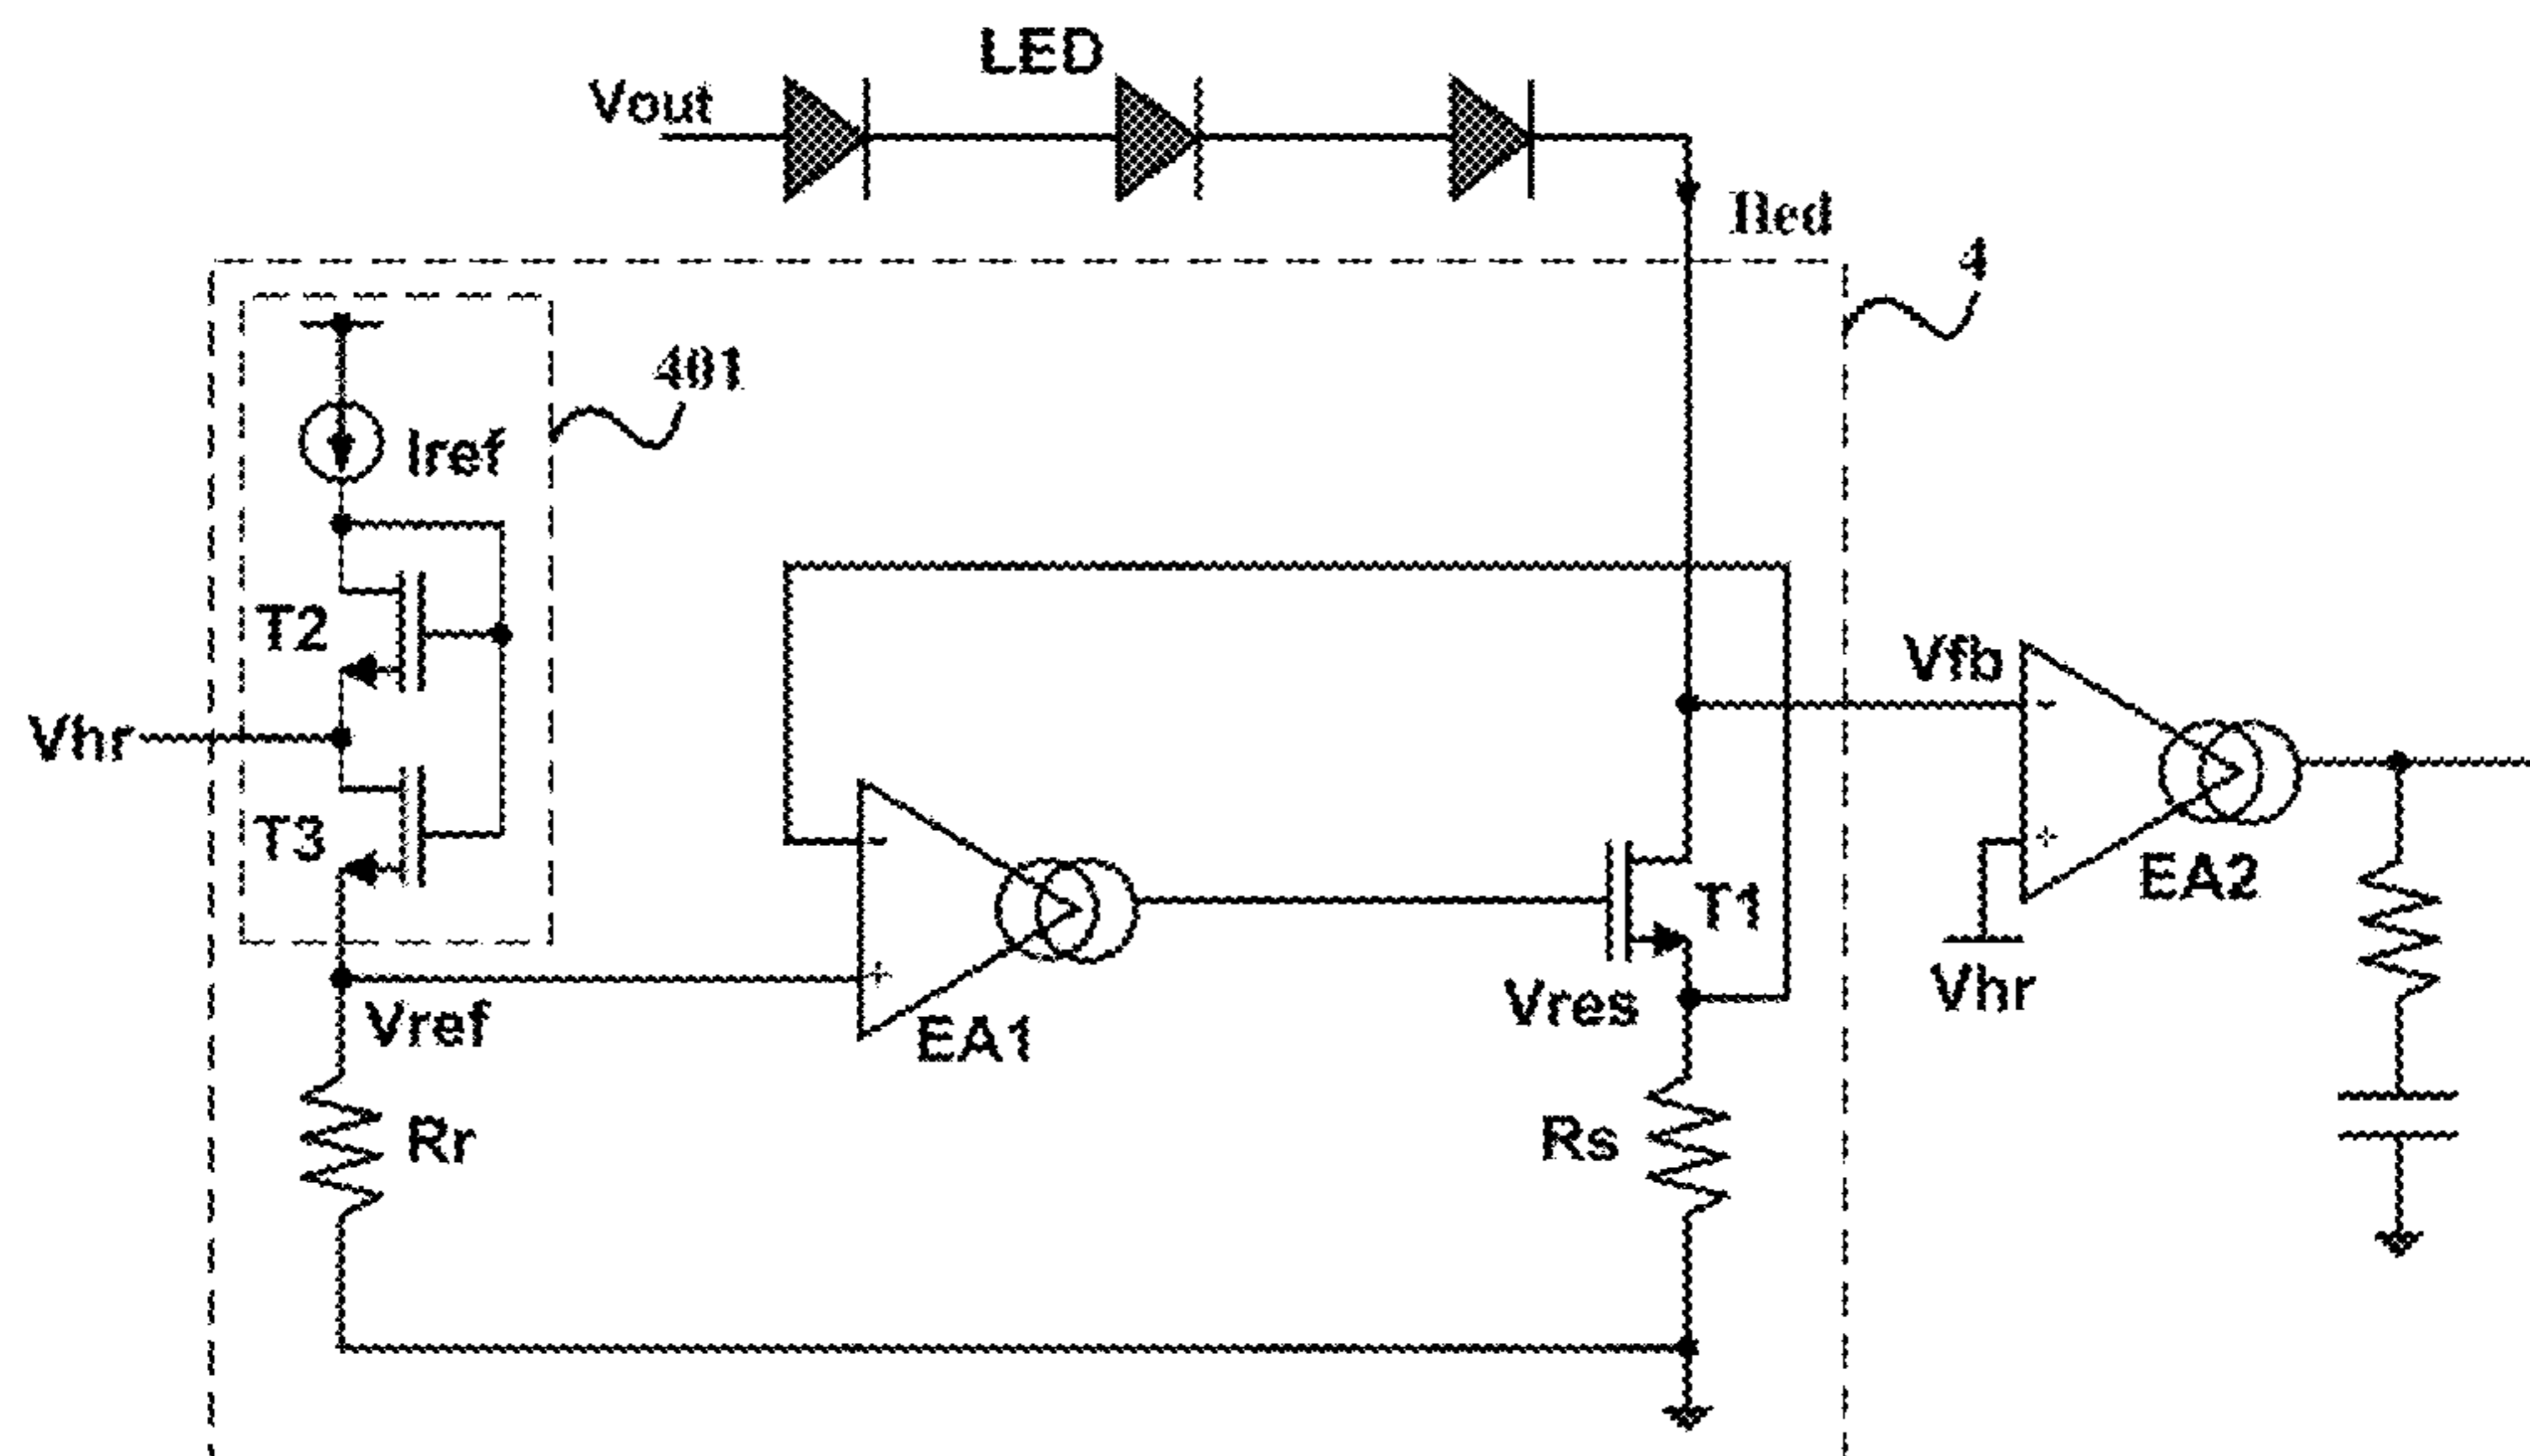 LED
Vout
Iled
4
401
Iref
T2
Vfb
-
Vhr
T3
-
+
EA2
T1
+
Vref
EA1
Vres
Vhr
Rr
Rs